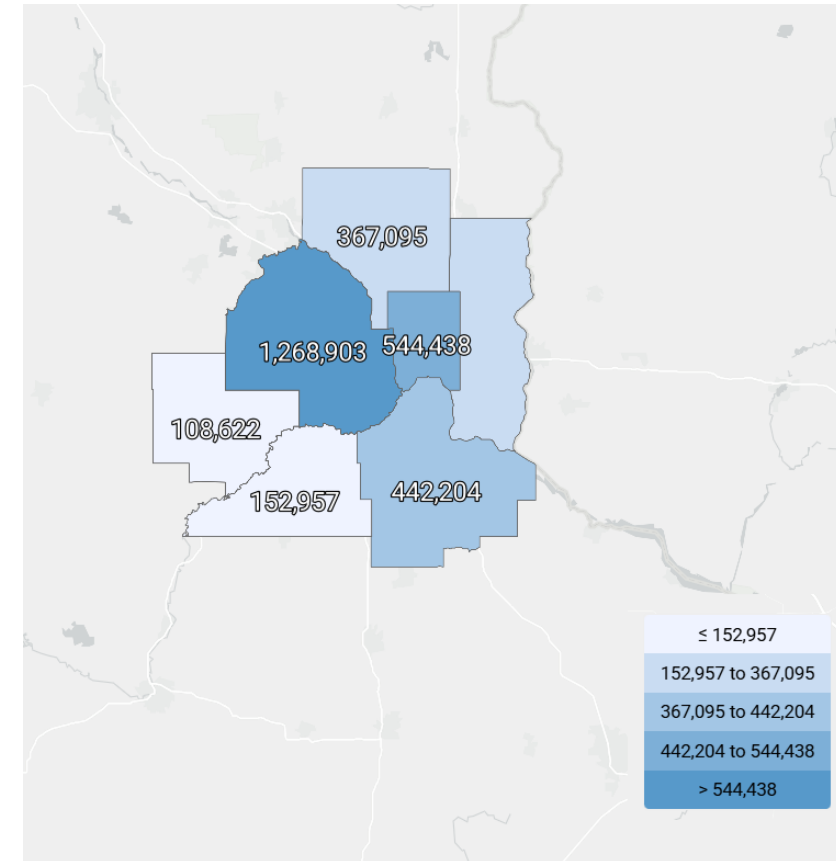 367,095
1,268,903
544,438
108,622
152,957
442,204
≤ 152,957
152,957 to 367,095
367,095 to 442,204
442,204 to 544,438
> 544,438